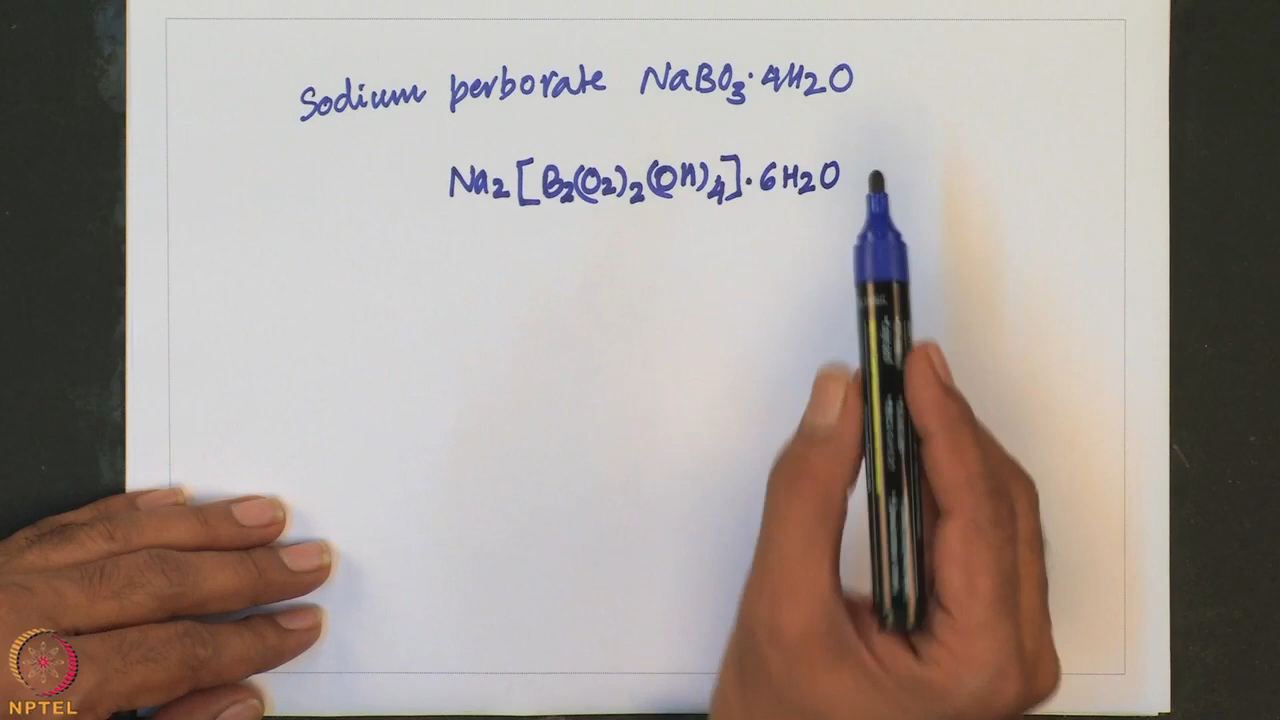 Sodium perborate NaBO₃·4H₂O
Na₂[B₂(O₂)₂(OH)₄]·6H₂O
NPTEL